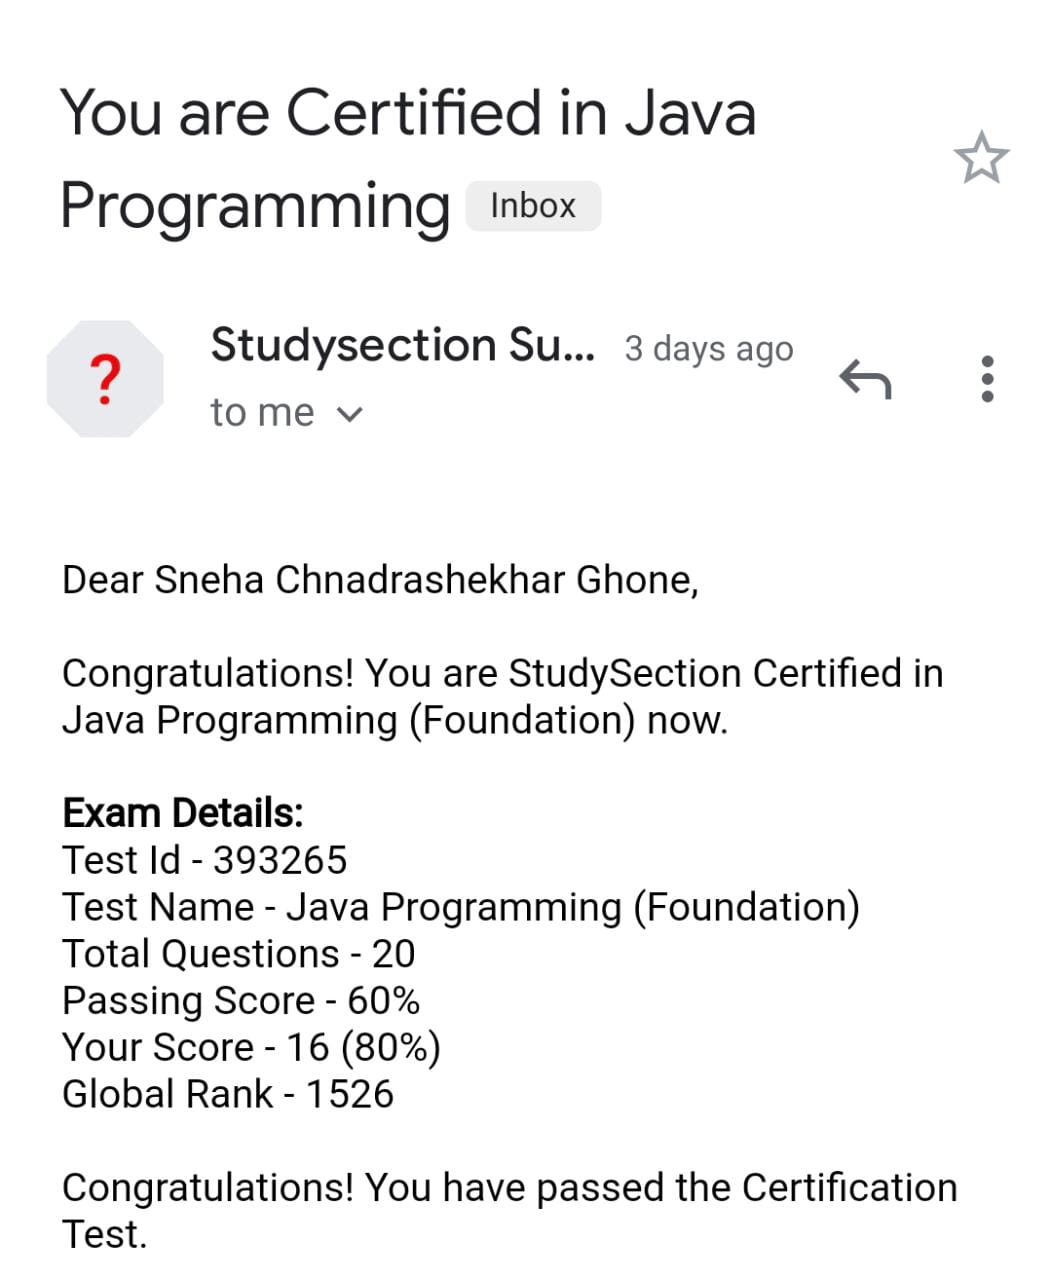 You are Certified in Java
Programming Inbox
?
Studysection Su... 3 days ago
to me
Dear Sneha Chnadrashekhar Ghone,
Congratulations! You are StudySection Certified in
Java Programming (Foundation) now.
Exam Details:
Test Id - 393265
Test Name - Java Programming (Foundation)
Total Questions - 20
Passing Score - 60%
Your Score - 16 (80%)
Global Rank - 1526
Congratulations! You have passed the Certification
Test.